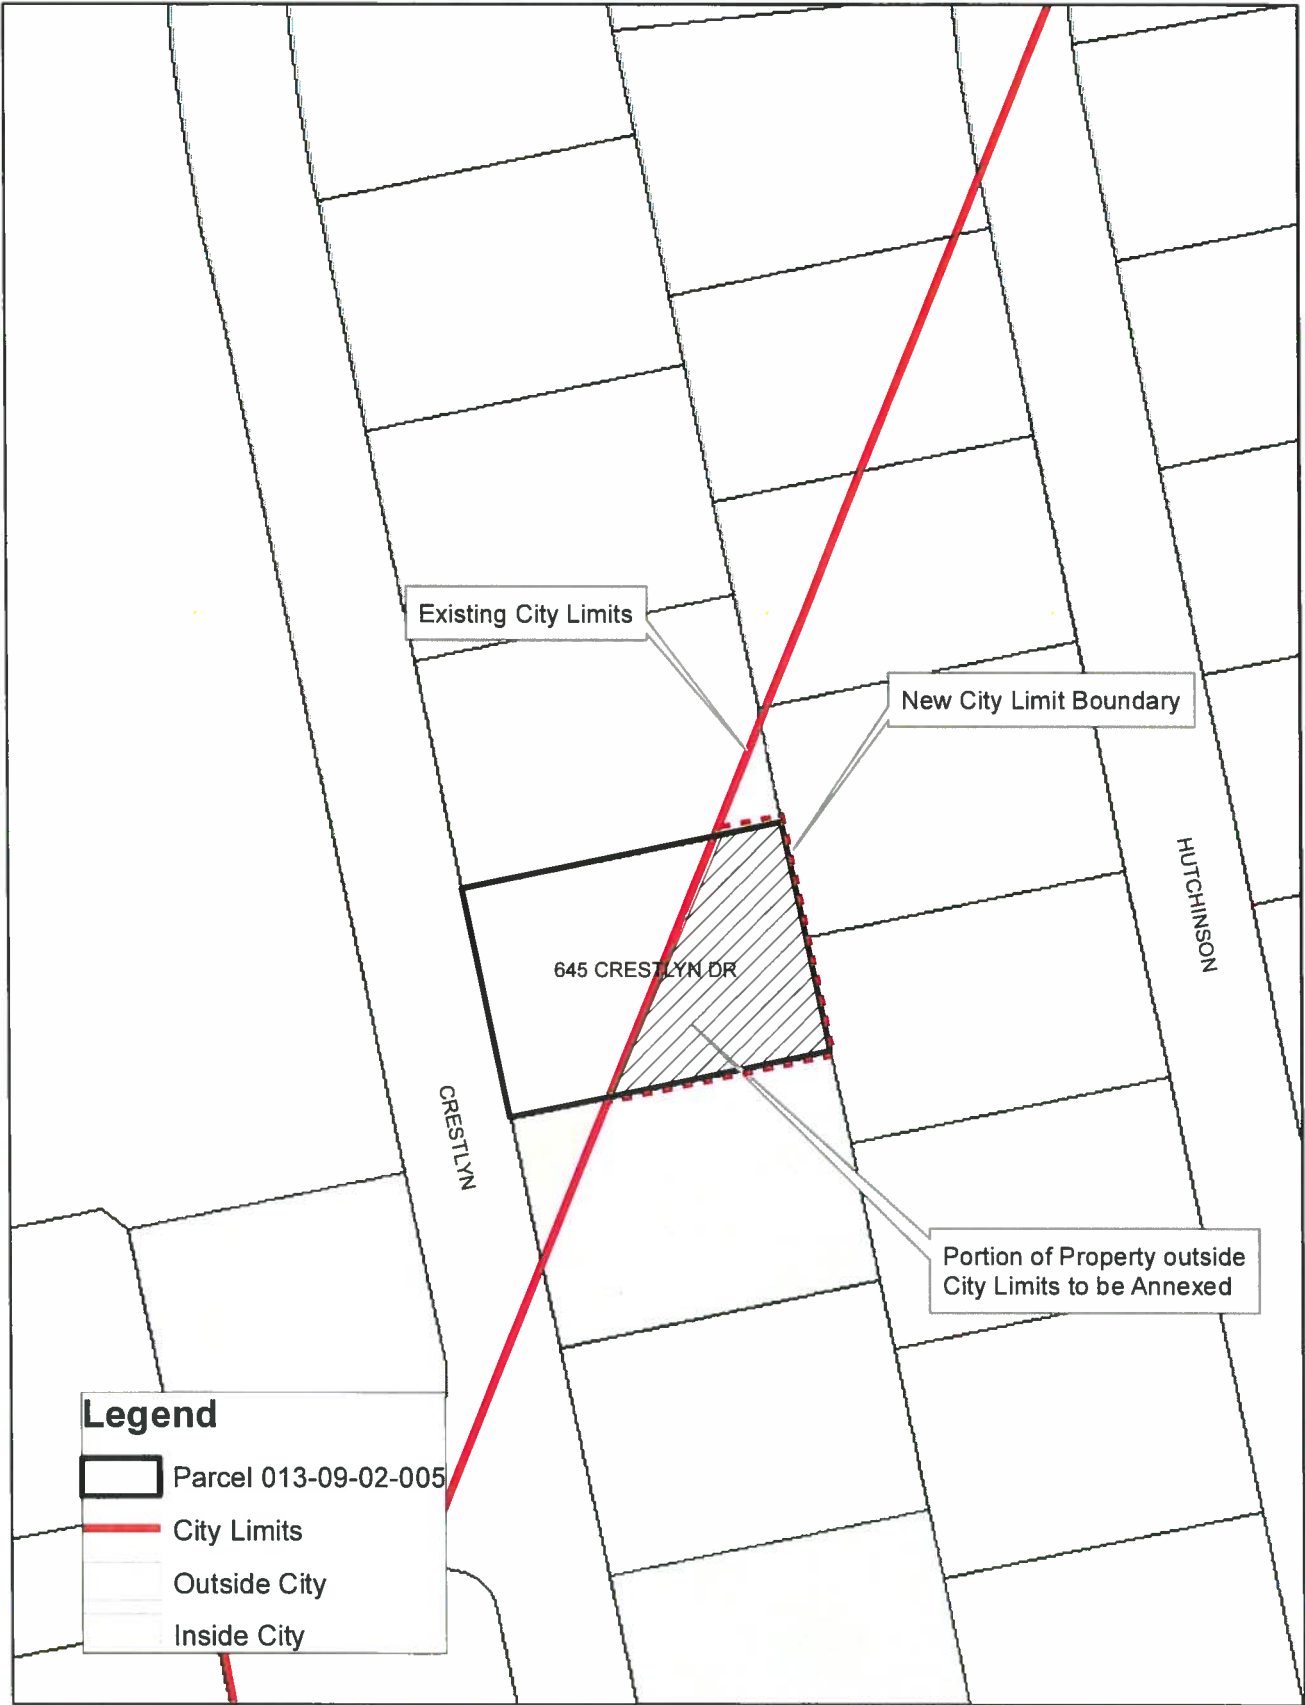 Existing City Limits
New City Limit Boundary
HUTCHINSON
645 CRESTLYN DR
CRESTLYN
Portion of Property outside
City Limits to be Annexed
Legend
Parcel 013-09-02-005
City Limits
Outside City
Inside City